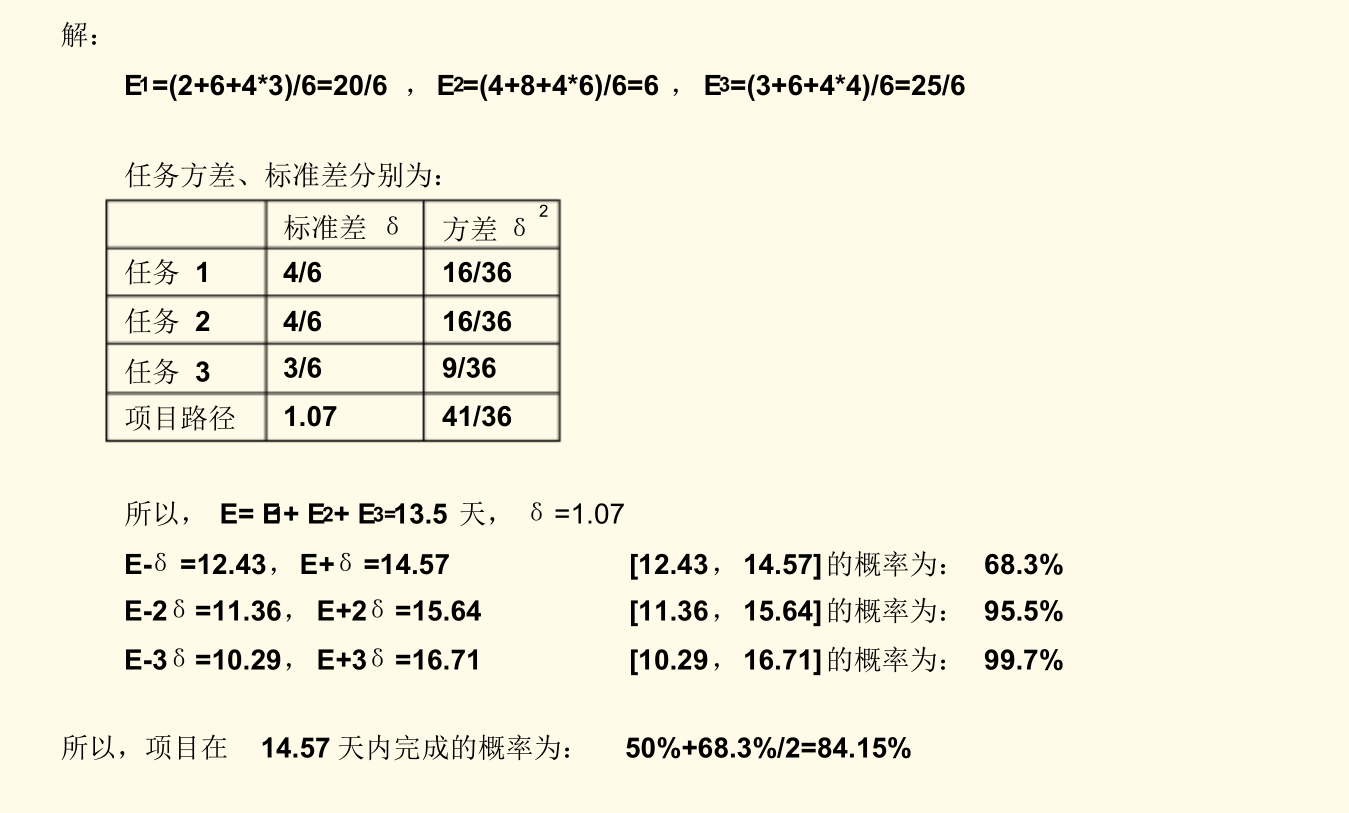 解：
E1=(2+6+4*3)/6=20/6 ，E2=(4+8+4*6)/6=6 ，E3=(3+6+4*4)/6=25/6
任务方差、标准差分别为：
标准差 δ 方差 δ 2
任务 1 4/6 16/36
任务 2 4/6 16/36
任务 3 3/6 9/36
项目路径 1.07 41/36
所以， E= E1+ E2+ E3=13.5 天， δ =1.07
E-δ =12.43， E+δ =14.57 [12.43， 14.57]的概率为： 68.3%
E-2δ =11.36， E+2δ =15.64 [11.36， 15.64]的概率为： 95.5%
E-3δ =10.29， E+3δ =16.71 [10.29， 16.71]的概率为： 99.7%
所以，项目在 14.57 天内完成的概率为： 50%+68.3%/2=84.15%